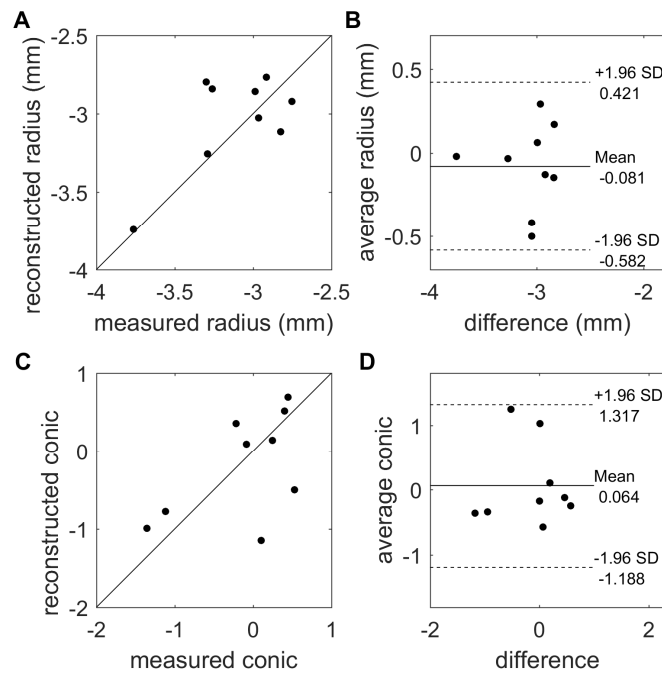 A
reconstructed radius (mm)
-2.5
-3
-3.5
-4
-4 -3.5 -3 -2.5
measured radius (mm)
B
average radius (mm)
0.5
0
-0.5
+1.96 SD
0.421
Mean
-0.081
-1.96 SD
-0.582
-4 -3 -2
difference (mm)
C
reconstructed conic
1
0
-1
-2
-2 -1 0 1
measured conic
D
average conic
1
0
-1
+1.96 SD
1.317
Mean
0.064
-1.96 SD
-1.188
-2 0 2
difference